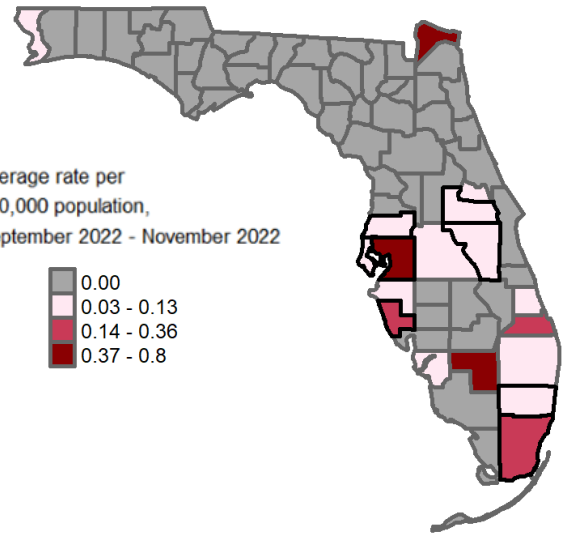 erage rate per
0,000 population,
ptember 2022 - November 2022
0.00
0.03 - 0.13
0.14 - 0.36
0.37 - 0.8